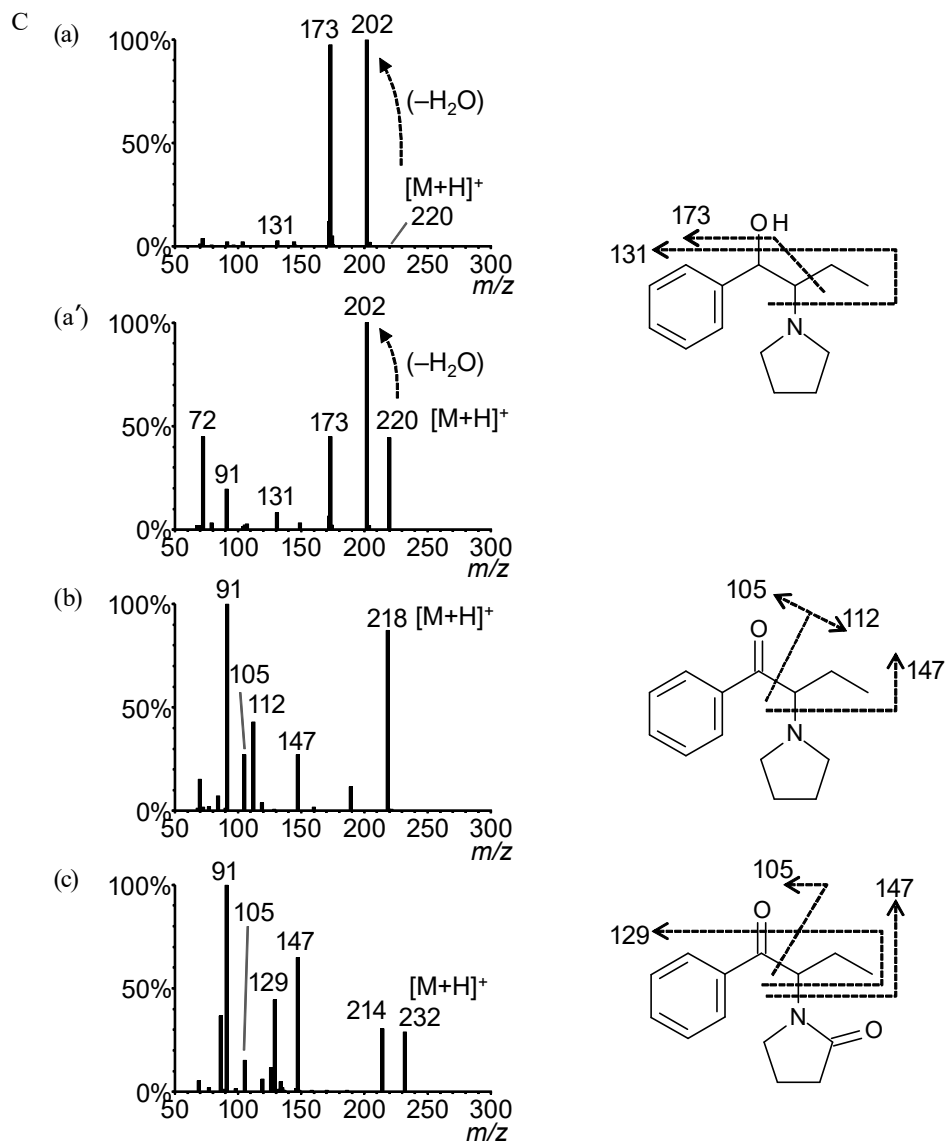 C
(a)
100%
50%
0%
173
202
(–H₂O)
[M+H]⁺
220
131
50 100 150 200 250 300
m/z
173
131
OH
N
(a′)
100%
50%
0%
202
(–H₂O)
72
173
220 [M+H]⁺
91
131
50 100 150 200 250 300
m/z
(b)
100%
50%
0%
91
218 [M+H]⁺
105
112
147
50 100 150 200 250 300
m/z
105
112
O
147
N
(c)
100%
50%
0%
91
105
147
129
[M+H]⁺
214
232
50 100 150 200 250 300
m/z
105
147
O
129
N
O